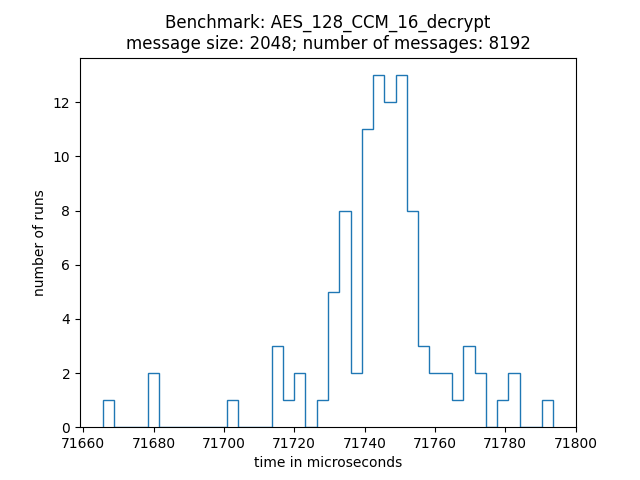 Benchmark: AES_128_CCM_16_decrypt
message size: 2048; number of messages: 8192
12
10
8
6
4
2
0
number of runs
71660 71680 71700 71720 71740 71760 71780 71800
time in microseconds